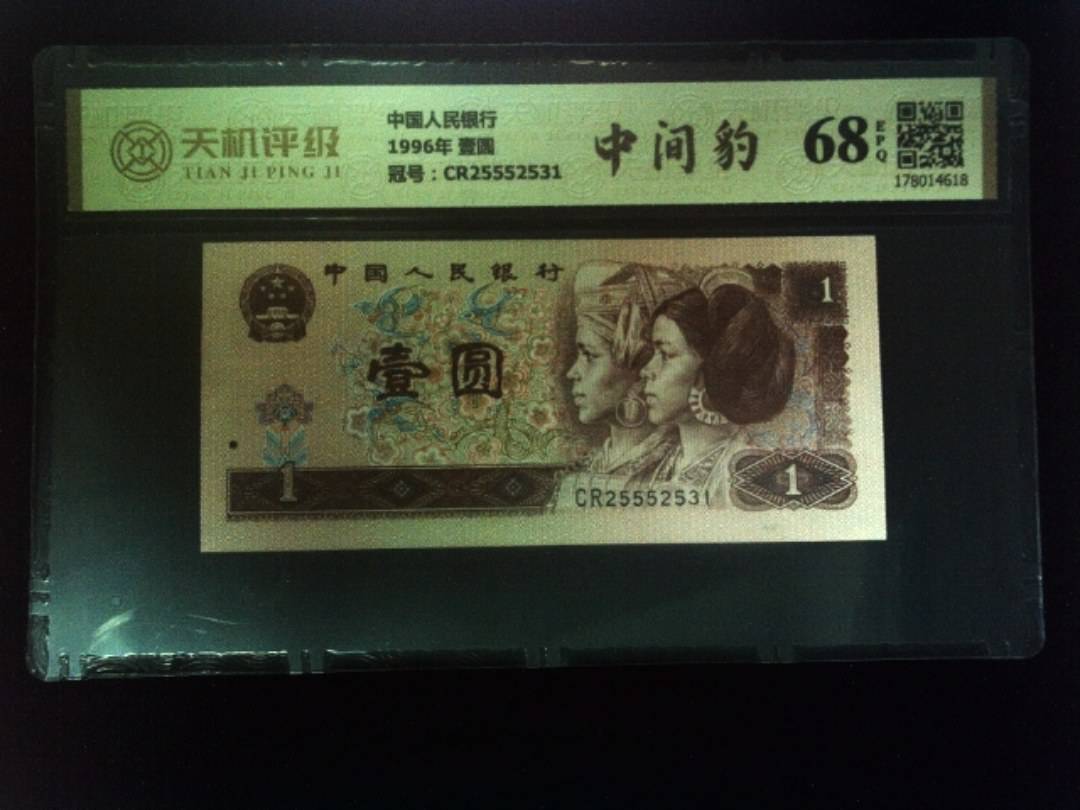 天机评级
TIAN JI PING JI
中国人民银行
1996年 壹圆
冠号：CR25552531
中间豹
68
EPQ
178014618
中国人民银行
1
壹圆
1
CR25552531
1